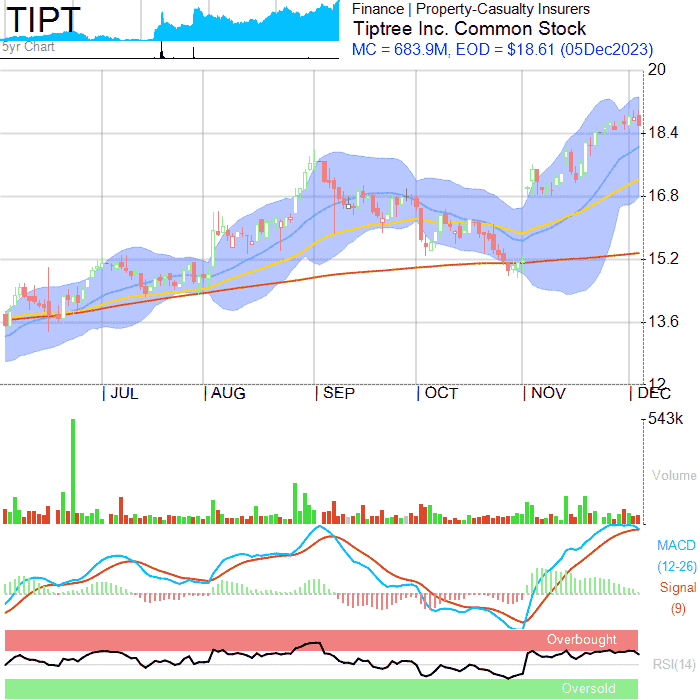 TIPT
5yr Chart
Finance | Property-Casualty Insurers
Tiptree Inc. Common Stock
MC = 683.9M, EOD = $18.61 (05Dec2023)
20
18.4
16.8
15.2
13.6
12
JUL AUG SEP OCT NOV DEC
543k
Volume
MACD
(12-26)
Signal
(9)
Overbought
RSI(14)
Oversold